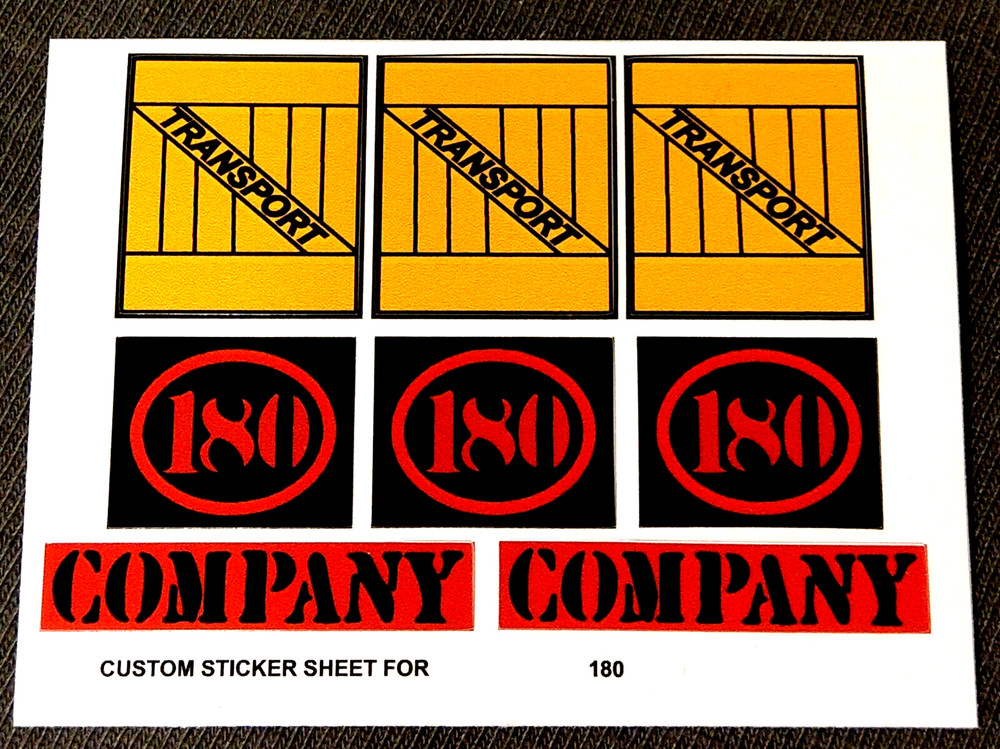 TRANSPORT TRANSPORT TRANSPORT
180 180 180
COMPANY COMPANY
CUSTOM STICKER SHEET FOR 180